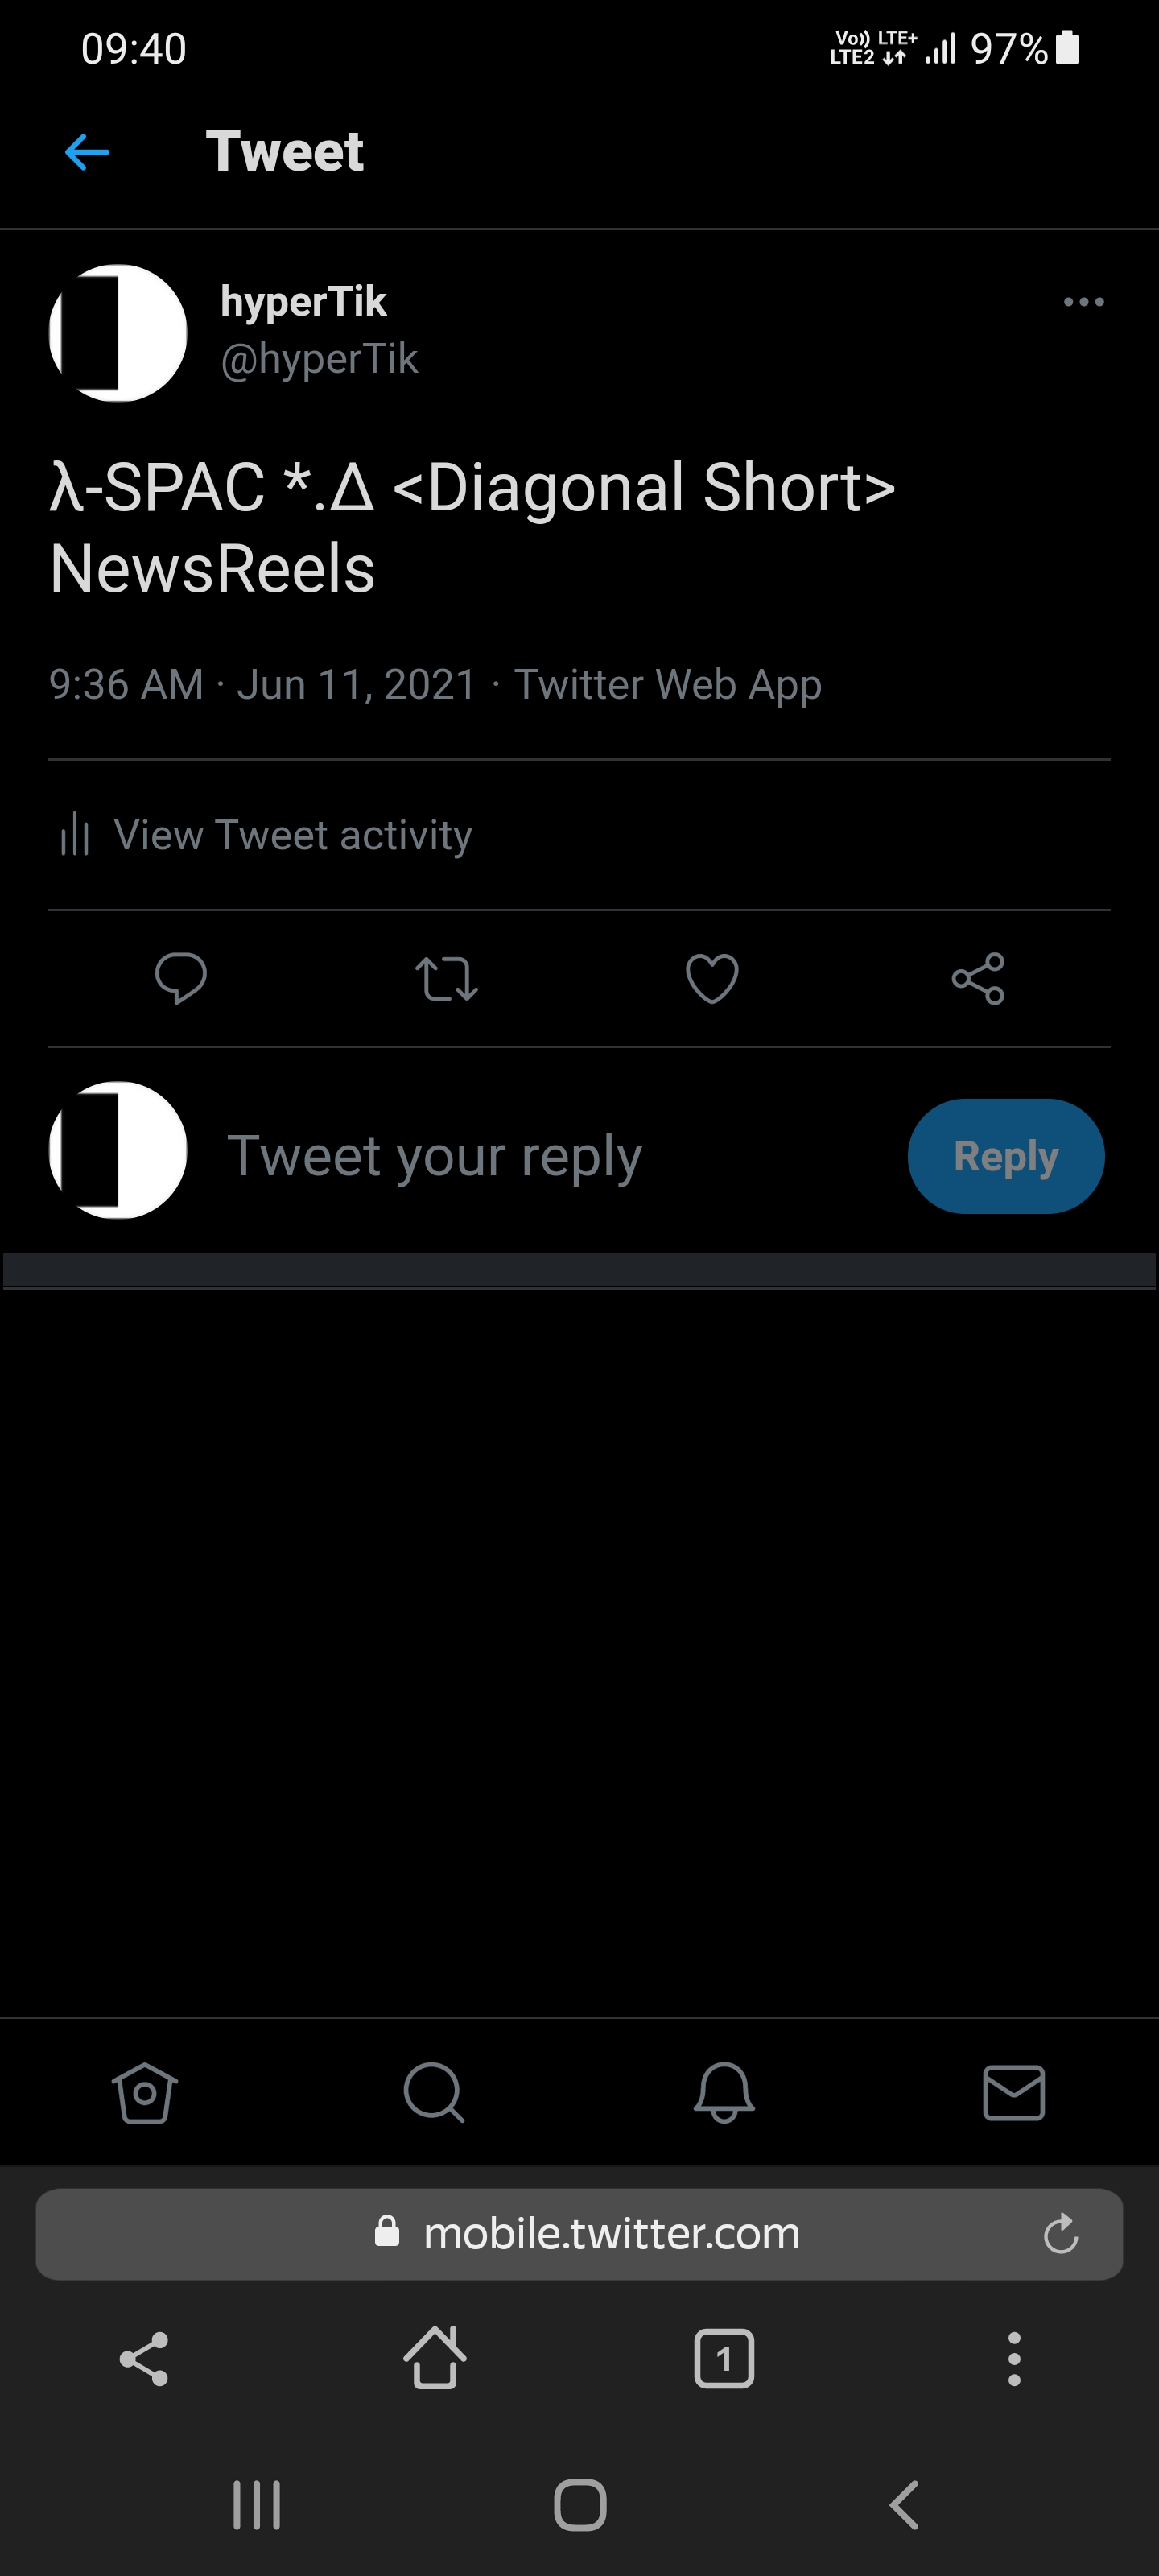 09:40
Vo)) LTE+
LTE2
97%
Tweet
hyperTik
@hyperTik
λ-SPAC *.Δ <Diagonal Short>
NewsReels
9:36 AM · Jun 11, 2021 · Twitter Web App
View Tweet activity
Tweet your reply
Reply
mobile.twitter.com
1